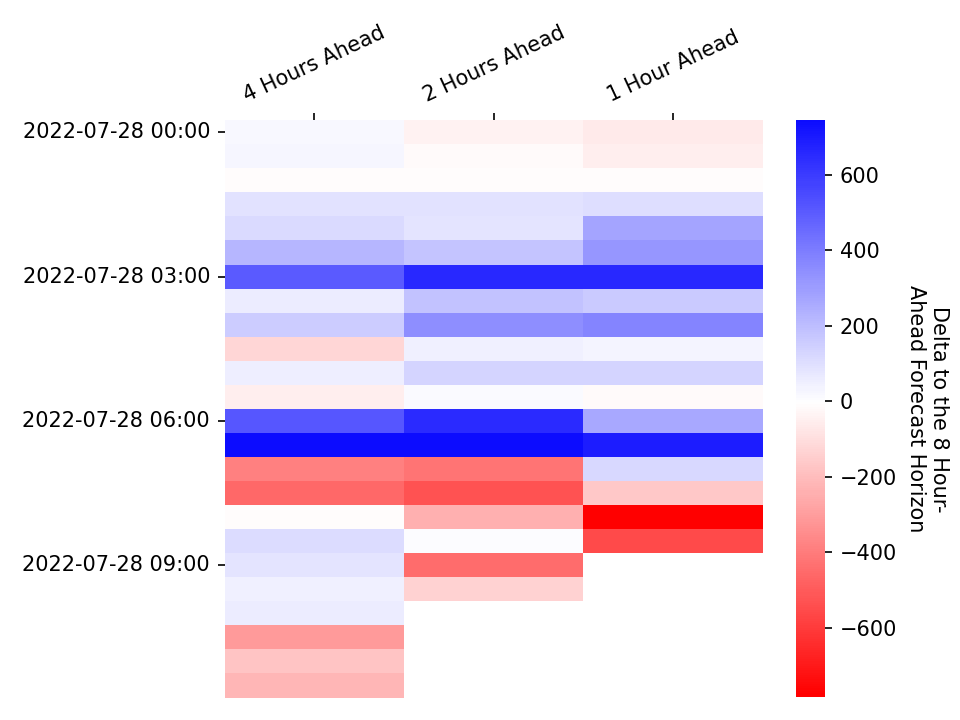 4 Hours Ahead
2 Hours Ahead
1 Hour Ahead
2022-07-28 00:00
2022-07-28 03:00
2022-07-28 06:00
2022-07-28 09:00
600
400
200
0
−200
−400
−600
Delta to the 8 Hour-
Ahead Forecast Horizon